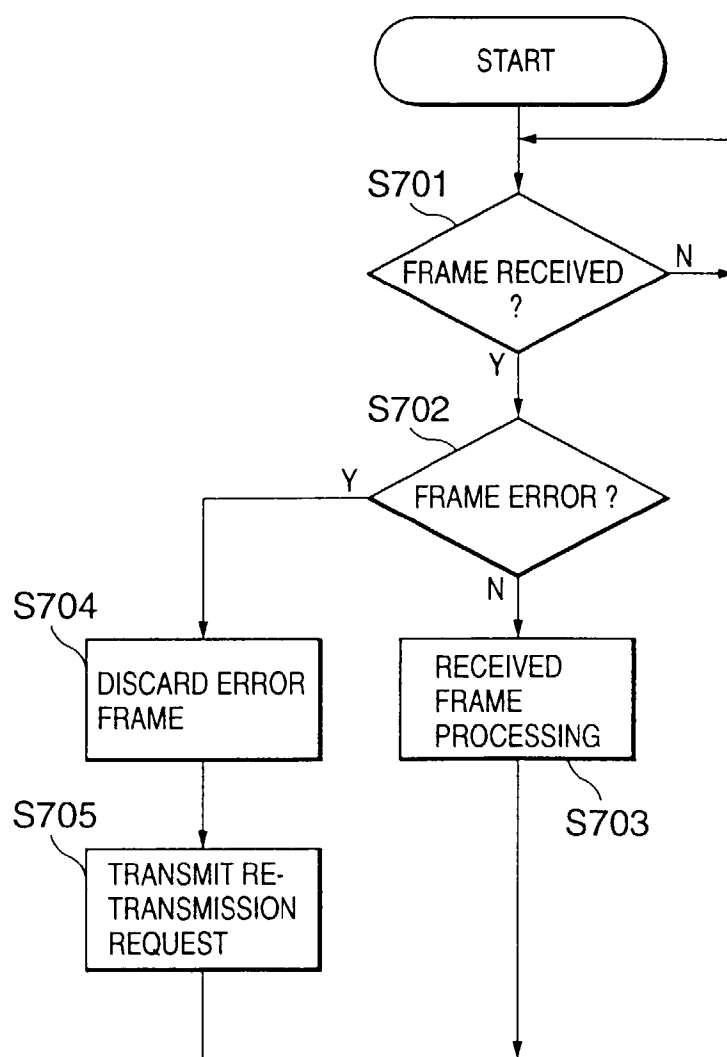 START
S701
FRAME RECEIVED
?
N
Y
S702
Y
FRAME ERROR ?
N
S704
DISCARD ERROR
FRAME
RECEIVED
FRAME
PROCESSING
S703
S705
TRANSMIT RE-
TRANSMISSION
REQUEST